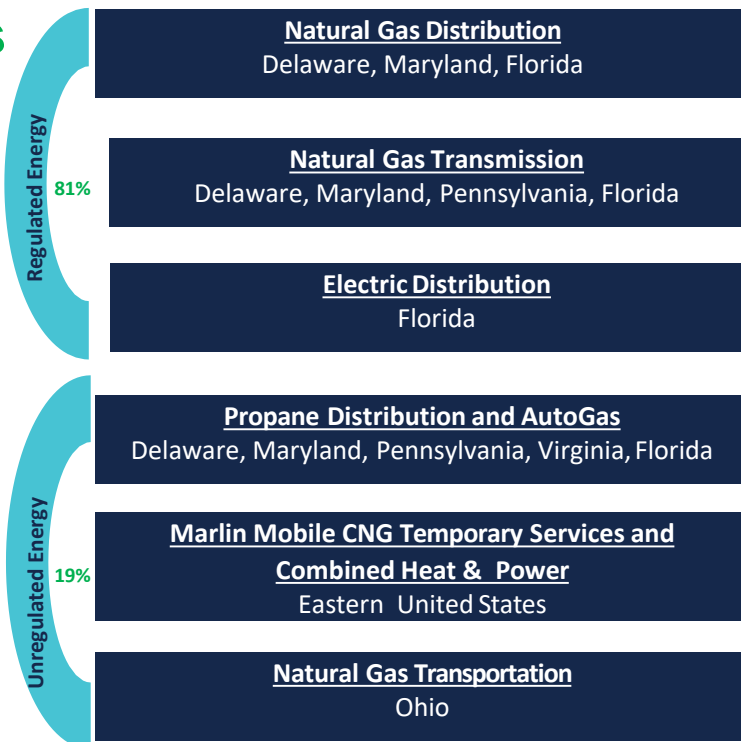 s
Natural Gas Distribution
Delaware, Maryland, Florida
Regulated Energy
81%
Natural Gas Transmission
Delaware, Maryland, Pennsylvania, Florida
Electric Distribution
Florida
Propane Distribution and AutoGas
Delaware, Maryland, Pennsylvania, Virginia, Florida
Unregulated Energy
19%
Marlin Mobile CNG Temporary Services and
Combined Heat & Power
Eastern United States
Natural Gas Transportation
Ohio